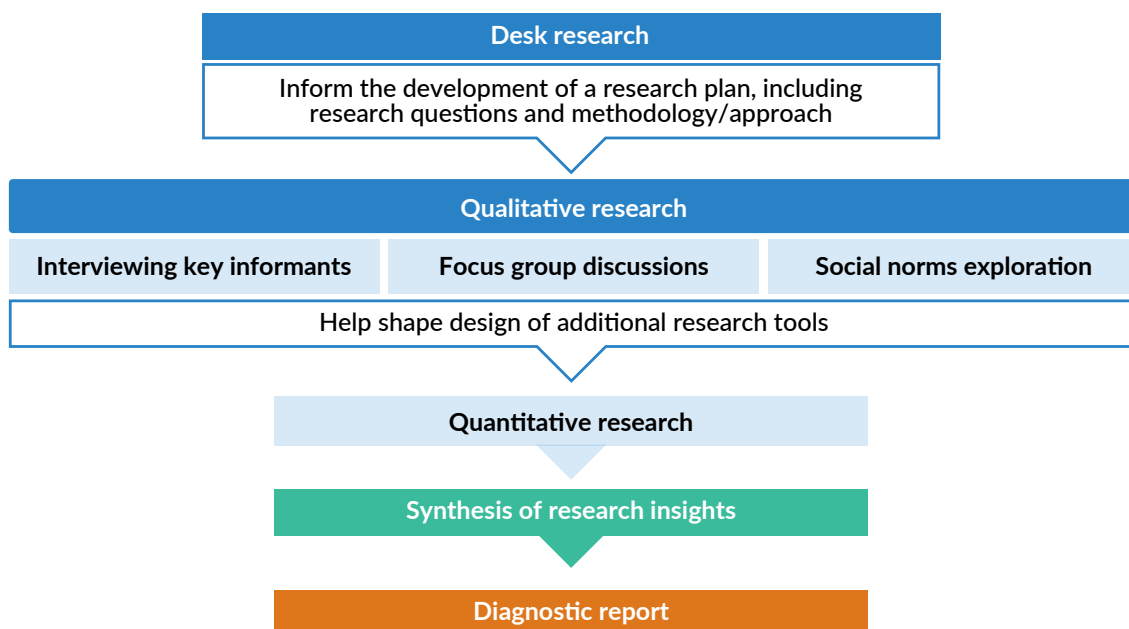 Desk research
Inform the development of a research plan, including
research questions and methodology/approach
Qualitative research
Interviewing key informants
Focus group discussions
Social norms exploration
Help shape design of additional research tools
Quantitative research
Synthesis of research insights
Diagnostic report